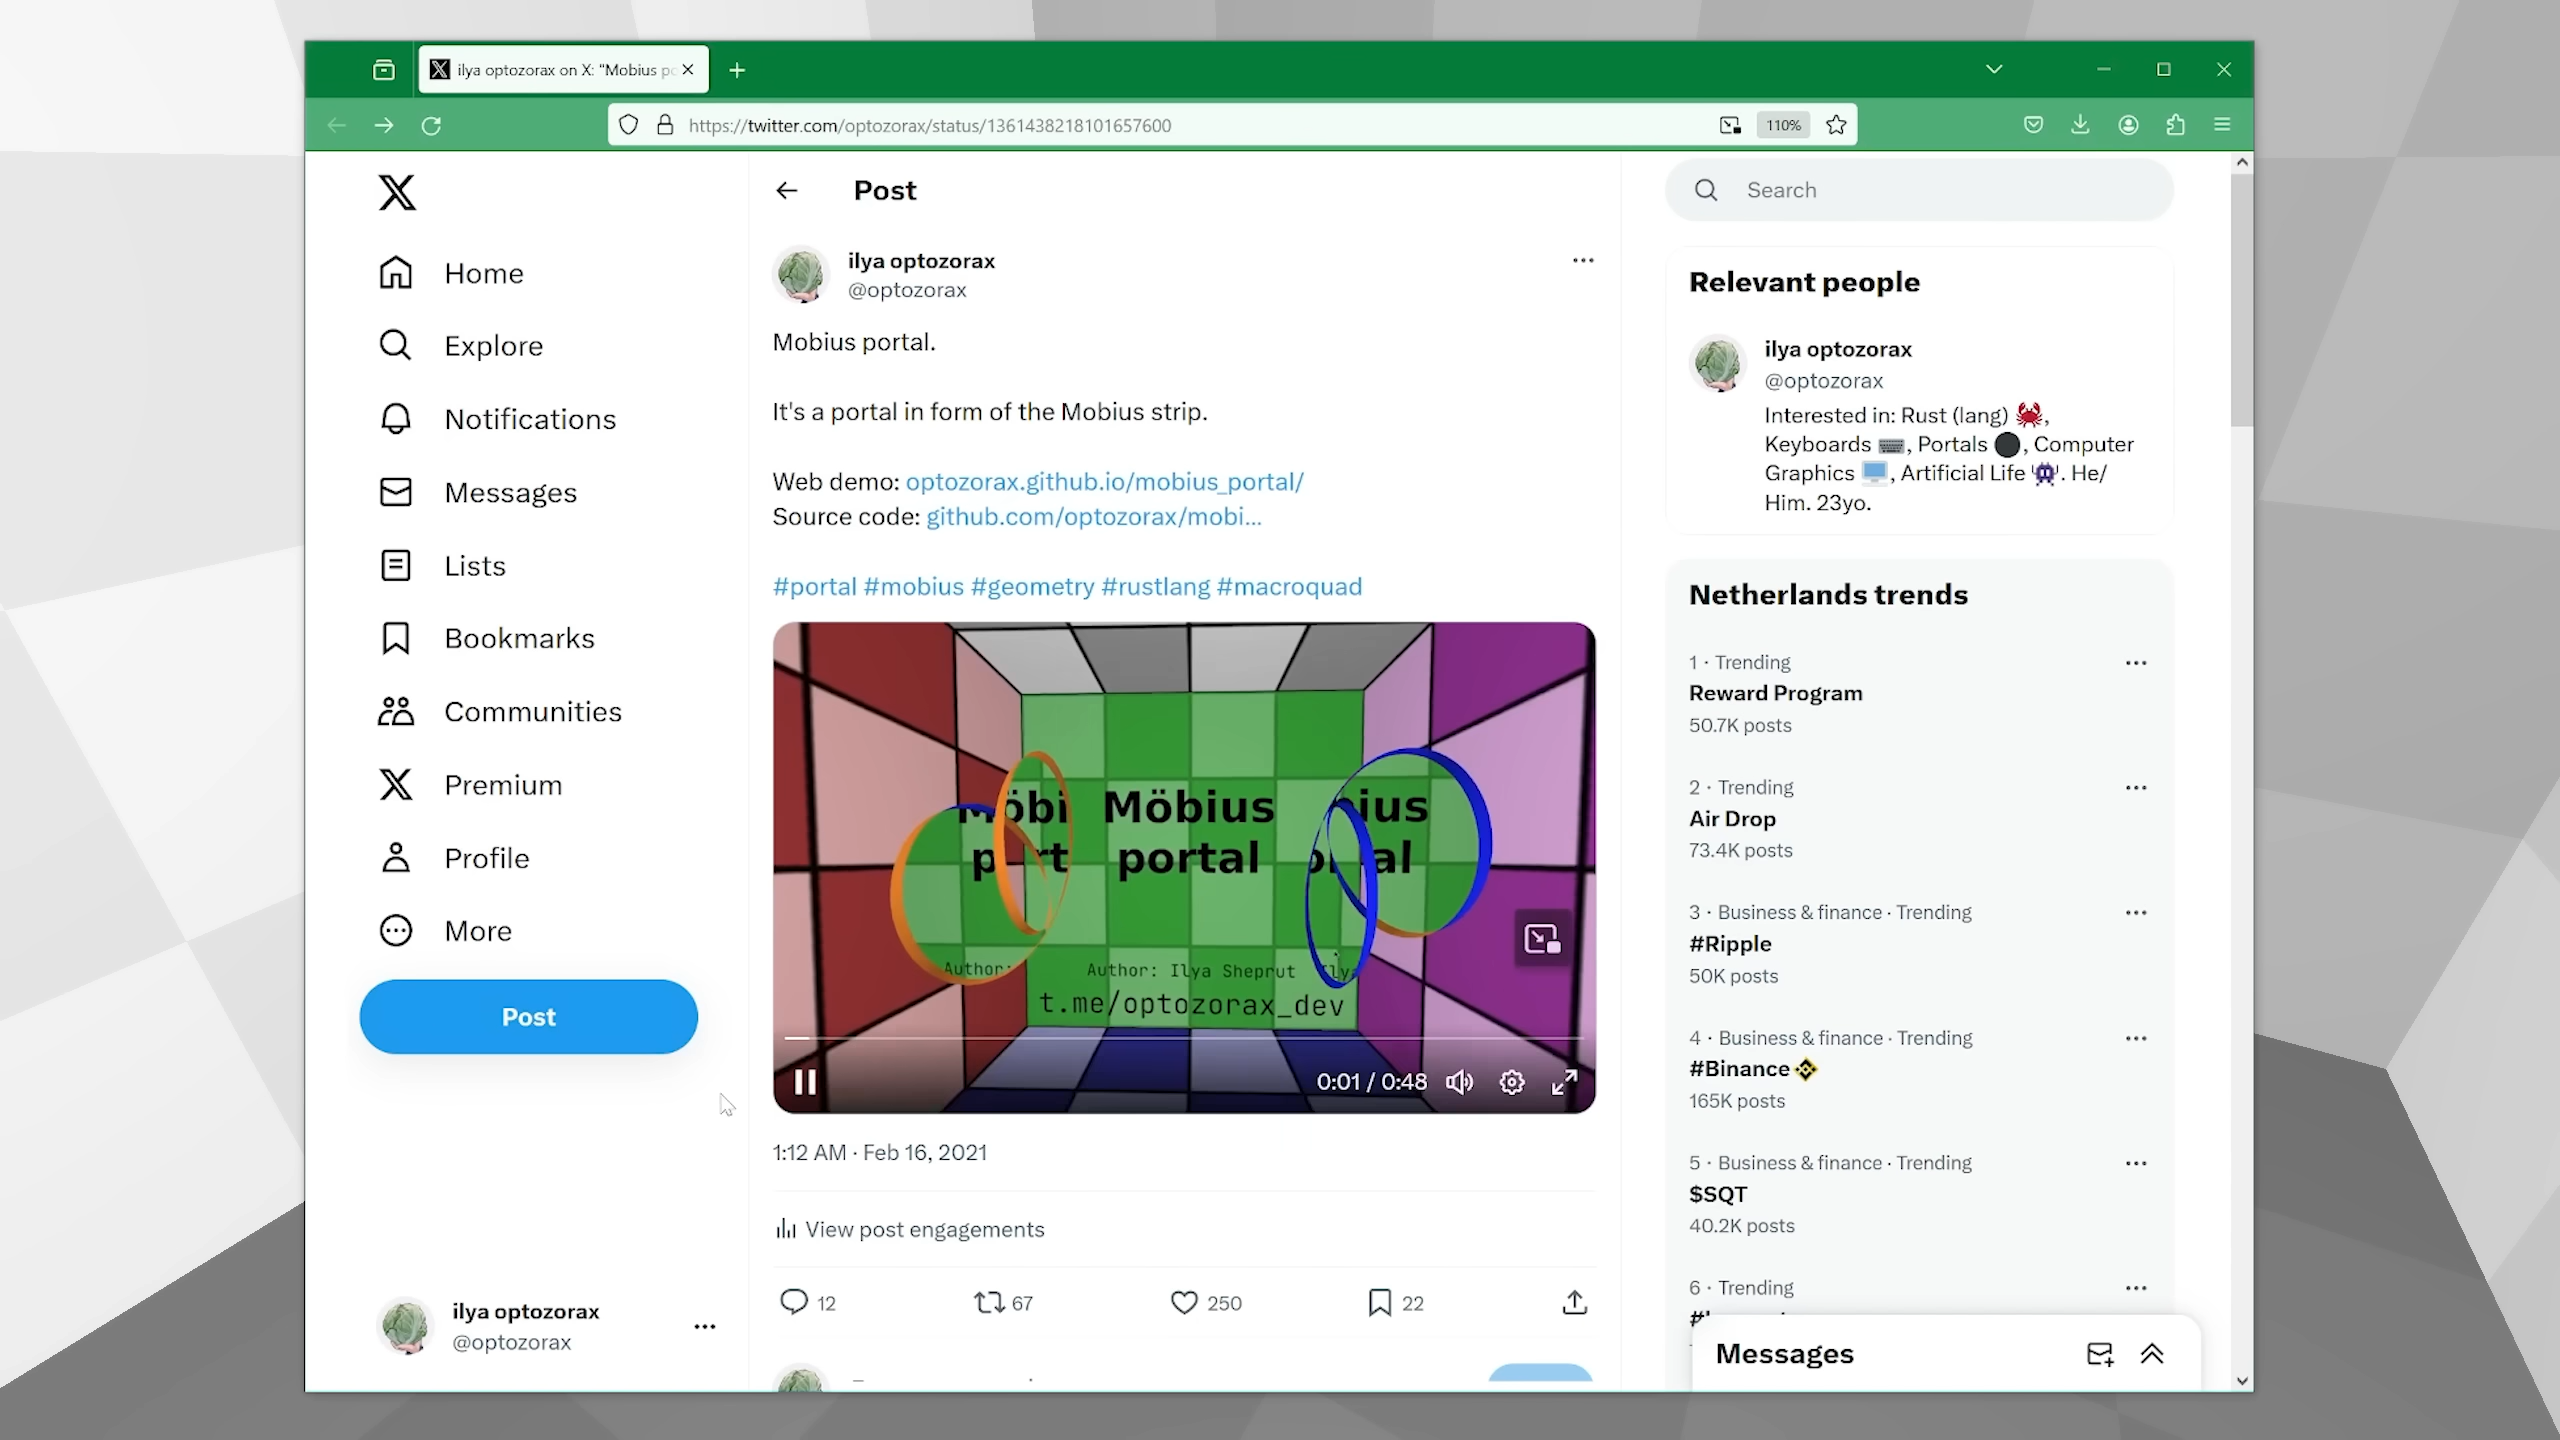 ilya optozorax on X: "Mobius po
https://twitter.com/optozorax/status/1361438218101657600
110%
Home
Explore
Notifications
Messages
Lists
Bookmarks
Communities
Premium
Profile
More
Post
ilya optozorax
@optozorax
Post
ilya optozorax
@optozorax
Mobius portal.
It's a portal in form of the Mobius strip.
Web demo: optozorax.github.io/mobius_portal/
Source code: github.com/optozorax/mobi...
#portal #mobius #geometry #rustlang #macroquad
Möbius
portal
Author: Ilya Sheprut
t.me/optozorax_dev
0:01 / 0:48
1:12 AM · Feb 16, 2021
View post engagements
12
67
250
22
Search
Relevant people
ilya optozorax
@optozorax
Interested in: Rust (lang) 🦀,
Keyboards ⌨️, Portals ⚫, Computer
Graphics 🖥️, Artificial Life 👾. He/
Him. 23yo.
Netherlands trends
1 · Trending
Reward Program
50.7K posts
2 · Trending
Air Drop
73.4K posts
3 · Business & finance · Trending
#Ripple
50K posts
4 · Business & finance · Trending
#Binance
165K posts
5 · Business & finance · Trending
$SQT
40.2K posts
6 · Trending
Messages